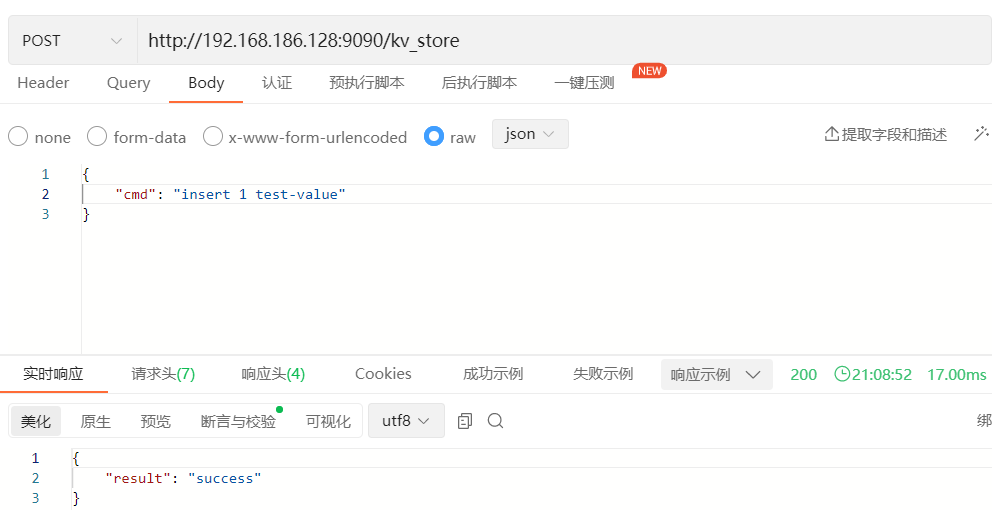 POST http://192.168.186.128:9090/kv_store
Header Query Body 认证 预执行脚本 后执行脚本 一键压测 NEW
none form-data x-www-form-urlencoded raw json 提取字段和描述
1 {
2 "cmd": "insert 1 test-value"
3 }
实时响应 请求头(7) 响应头(4) Cookies 成功示例 失败示例 响应示例 200 21:08:52 17.00ms
美化 原生 预览 断言与校验 可视化 utf8 绑
1 {
2 "result": "success"
3 }